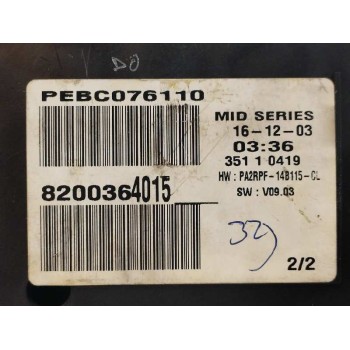 PEBC076110
8200364015
MID SERIES
16-12-03
03:36
351 1 0419
HW : PA2RPF-14B115-CL
SW : V09.03
2/2